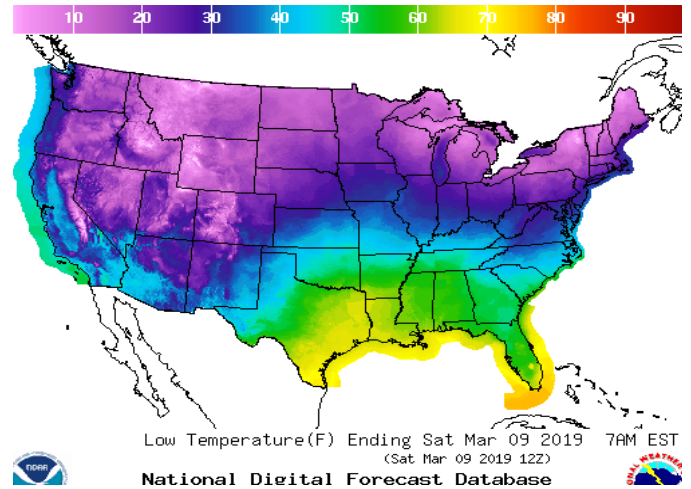 10 20 30 40 50 60 70 80 90
Low Temperature(F) Ending Sat Mar 09 2019 7AM EST
(Sat Mar 09 2019 12Z)
National Digital Forecast Database
noaa